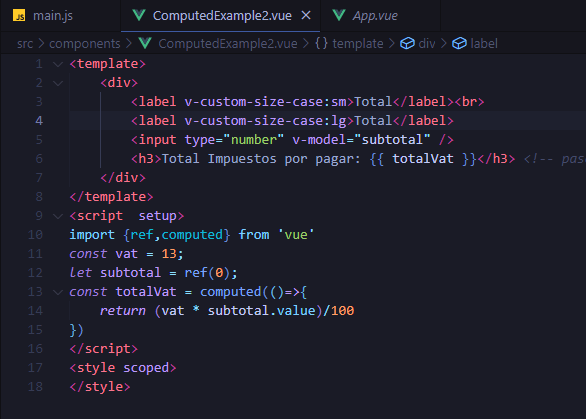 JS main.js ComputedExample2.vue × App.vue
src > components > ComputedExample2.vue > {} template > div > label
1 <template>
2 <div>
3 <label v-custom-size-case:sm>Total</label><br>
4 <label v-custom-size-case:lg>Total</label>
5 <input type="number" v-model="subtotal" />
6 <h3>Total Impuestos por pagar: {{ totalVat }}</h3> <!-- pas
7 </div>
8 </template>
9 <script setup>
10 import {ref,computed} from 'vue'
11 const vat = 13;
12 let subtotal = ref(0);
13 const totalVat = computed(()=>{
14 return (vat * subtotal.value)/100
15 })
16 </script>
17 <style scoped>
18 </style>